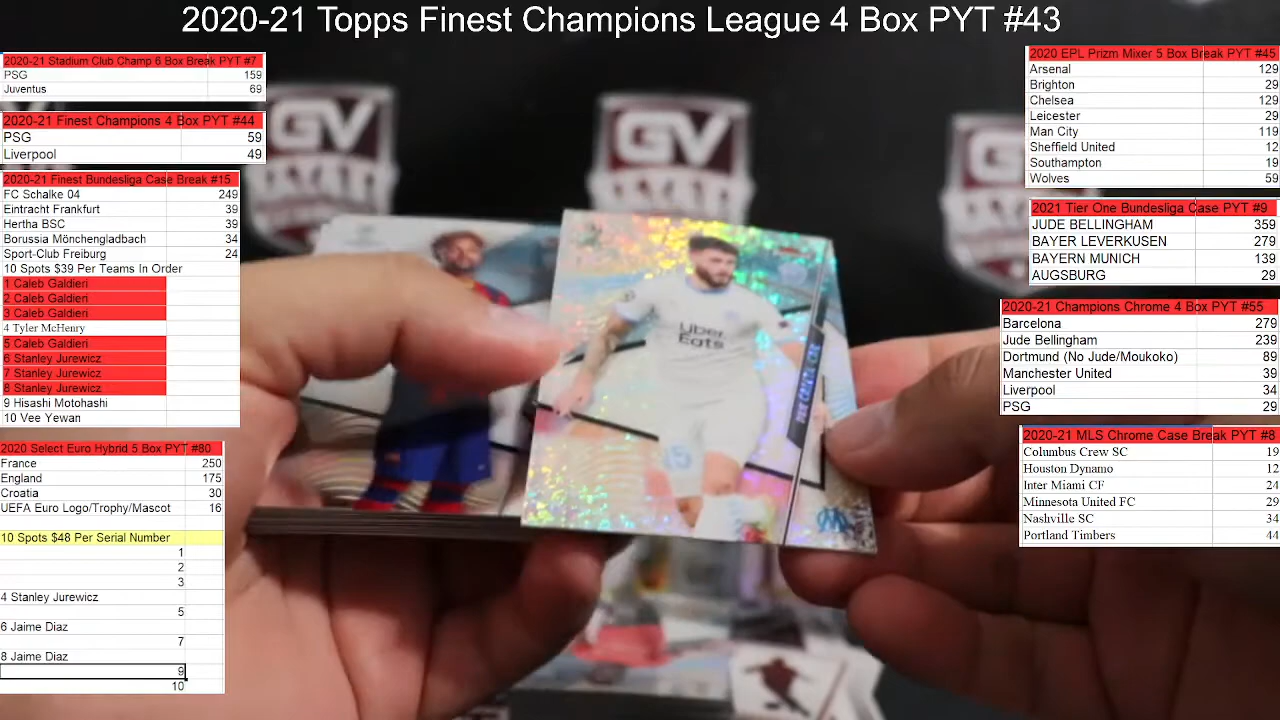 2020-21 Topps Finest Champions League 4 Box PYT #43
2020-21 Stadium Club Champ 6 Box Break PYT #7
PSG 159
Juventus 69
2020-21 Finest Champions 4 Box PYT #44
PSG 59
Liverpool 49
2020-21 Finest Bundesliga Case Break #15
FC Schalke 04 249
Eintracht Frankfurt 39
Hertha BSC 39
Borussia Mönchengladbach 34
Sport-Club Freiburg 24
10 Spots $39 Per Teams In Order
1 Caleb Galdieri
2 Caleb Galdieri
3 Caleb Galdieri
4 Tyler McHenry
5 Caleb Galdieri
6 Stanley Jurewicz
7 Stanley Jurewicz
8 Stanley Jurewicz
9 Hisashi Motohashi
10 Vee Yewan
2020 Select Euro Hybrid 5 Box PYT #80
France 250
England 175
Croatia 30
UEFA Euro Logo/Trophy/Mascot 16
10 Spots $48 Per Serial Number
1
2
3
4 Stanley Jurewicz
5
6 Jaime Diaz
7
8 Jaime Diaz
9
10
GV
GV
Uber
Eats
15
2020 EPL Prizm Mixer 5 Box Break PYT #45
Arsenal 129
Brighton 29
Chelsea 129
Leicester 29
Man City 119
Sheffield United 12
Southampton 19
Wolves 59
2021 Tier One Bundesliga Case PYT #9
JUDE BELLINGHAM 359
BAYER LEVERKUSEN 279
BAYERN MUNICH 139
AUGSBURG 29
2020-21 Champions Chrome 4 Box PYT #55
Barcelona 279
Jude Bellingham 239
Dortmund (No Jude/Moukoko) 89
Manchester United 39
Liverpool 34
PSG 29
2020-21 MLS Chrome Case Break PYT #8
Columbus Crew SC 19
Houston Dynamo 12
Inter Miami CF 24
Minnesota United FC 29
Nashville SC 34
Portland Timbers 44